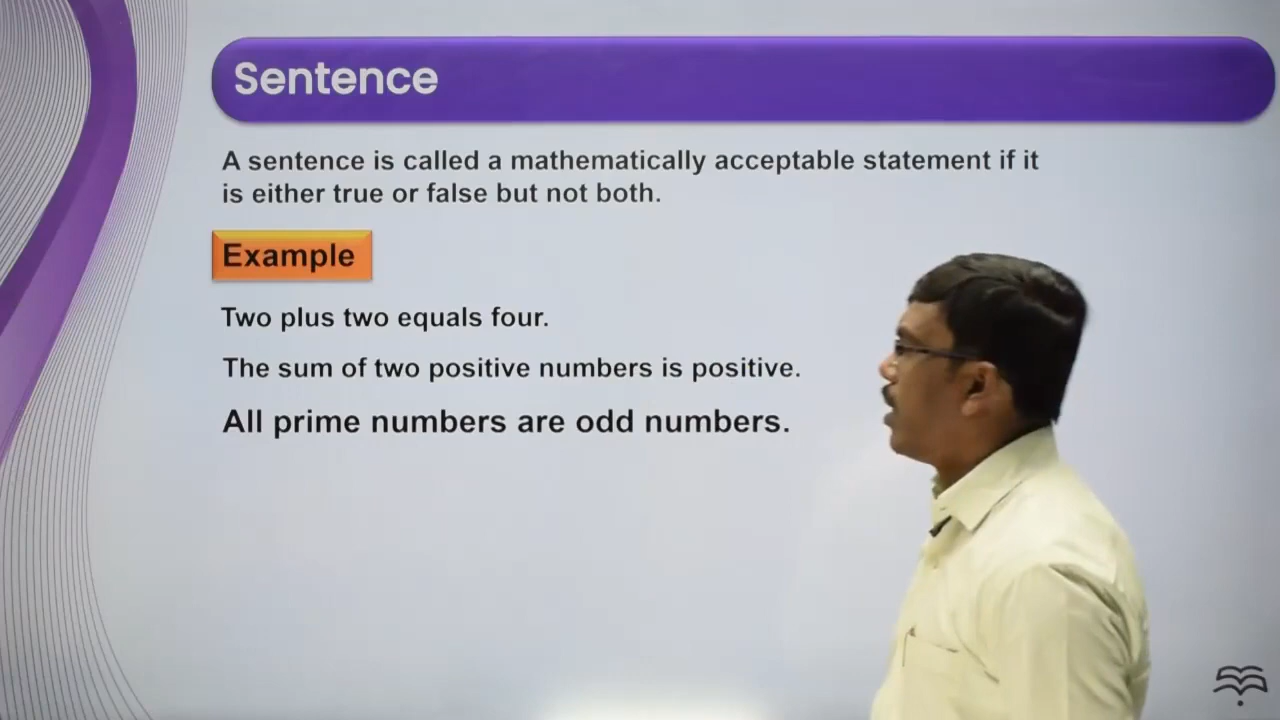 Sentence
A sentence is called a mathematically acceptable statement if it
is either true or false but not both.
Example
Two plus two equals four.
The sum of two positive numbers is positive.
All prime numbers are odd numbers.